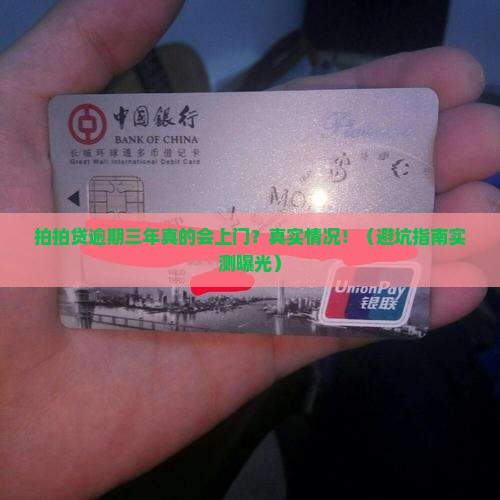 中国银行
BANK OF CHINA
长城环球通多币借记卡
Great Wall International Debit Card
拍拍贷逾期三年真的会上门？真实情况！（避坑指南实
测曝光）
UnionPay
银联